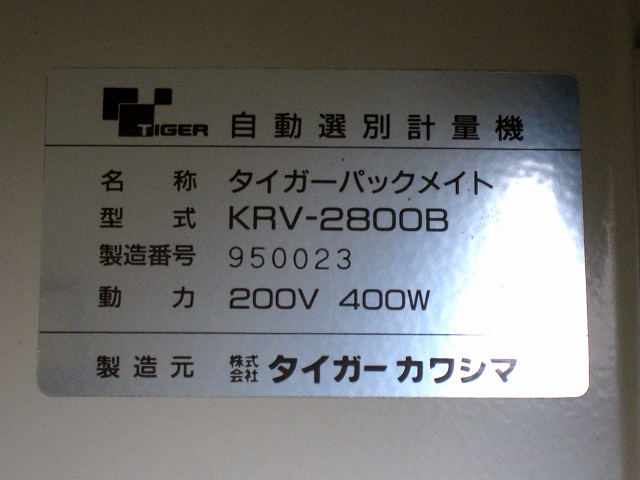 TIGER 自動選別計量機
名称 タイガーパックメイト
型式 KRV-2800B
製造番号 950023
動力 200V 400W
製造元 株式会社 タイガーカワシマ